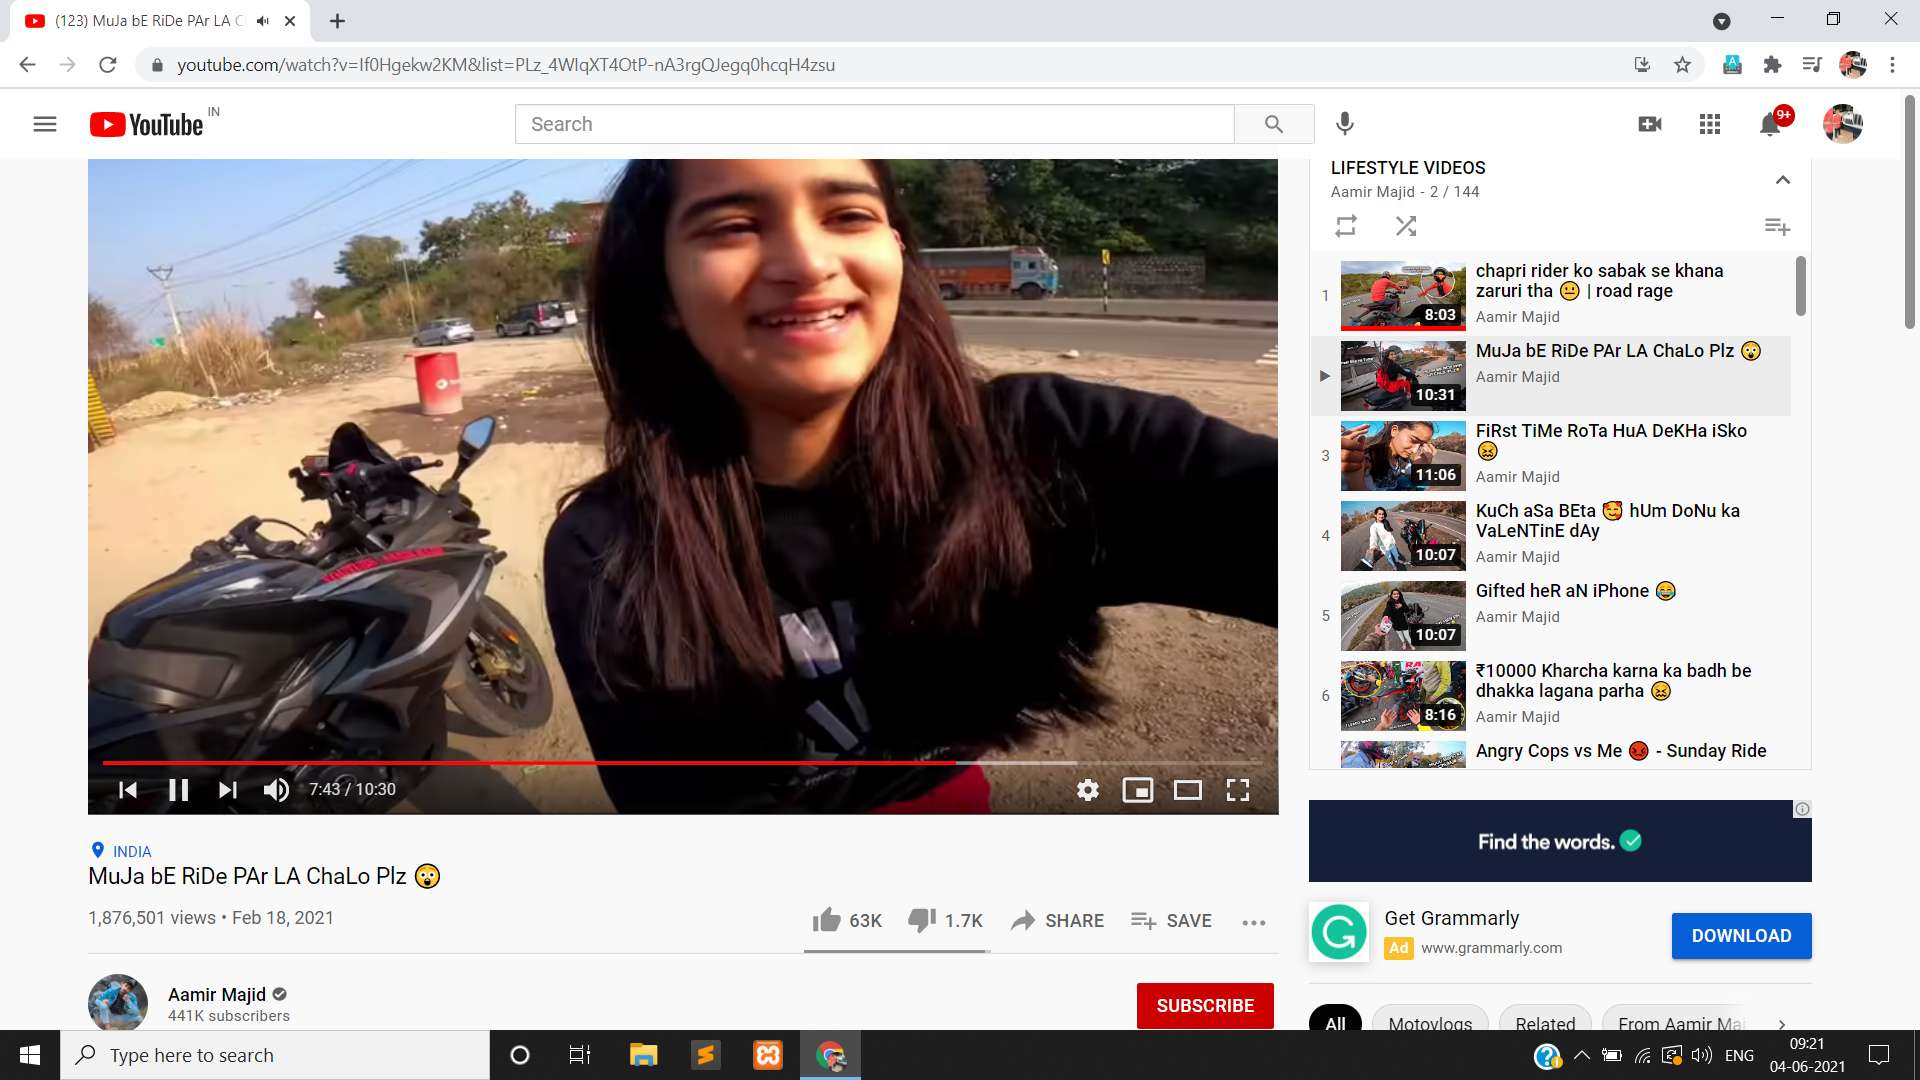 (123) MuJa bE RiDe PAr LA C
youtube.com/watch?v=If0Hgekw2KM&list=PLz_4WIqXT4OtP-nA3rgQJegq0hcqH4zsu
YouTube IN
Search
9+
LIFESTYLE VIDEOS
Aamir Majid - 2 / 144
1
8:03
chapri rider ko sabak se khana
zaruri tha 😐 | road rage
Aamir Majid
10:31
MuJa bE RiDe PAr LA ChaLo Plz 😲
Aamir Majid
3
11:06
FiRst TiMe RoTa HuA DeKHa iSko
😖
Aamir Majid
4
10:07
KuCh aSa BEta 🥰 hUm DoNu ka
VaLeNTinE dAy
Aamir Majid
5
10:07
Gifted heR aN iPhone 😂
Aamir Majid
6
8:16
₹10000 Kharcha karna ka badh be
dhakka lagana parha 😖
Aamir Majid
Angry Cops vs Me 😡 - Sunday Ride
7:43 / 10:30
INDIA
MuJa bE RiDe PAr LA ChaLo Plz 😲
1,876,501 views • Feb 18, 2021
63K
1.7K
SHARE
SAVE
Aamir Majid
441K subscribers
SUBSCRIBE
Find the words.
Get Grammarly
Ad www.grammarly.com
DOWNLOAD
All
Motovlogs
Related
From Aamir Maj
Type here to search
ENG
09:21
04-06-2021